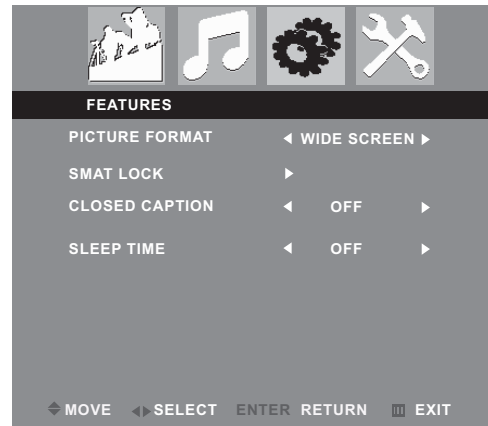 FEATURES
PICTURE FORMAT WIDE SCREEN
SMAT LOCK
CLOSED CAPTION OFF
SLEEP TIME OFF
MOVE SELECT ENTER RETURN EXIT